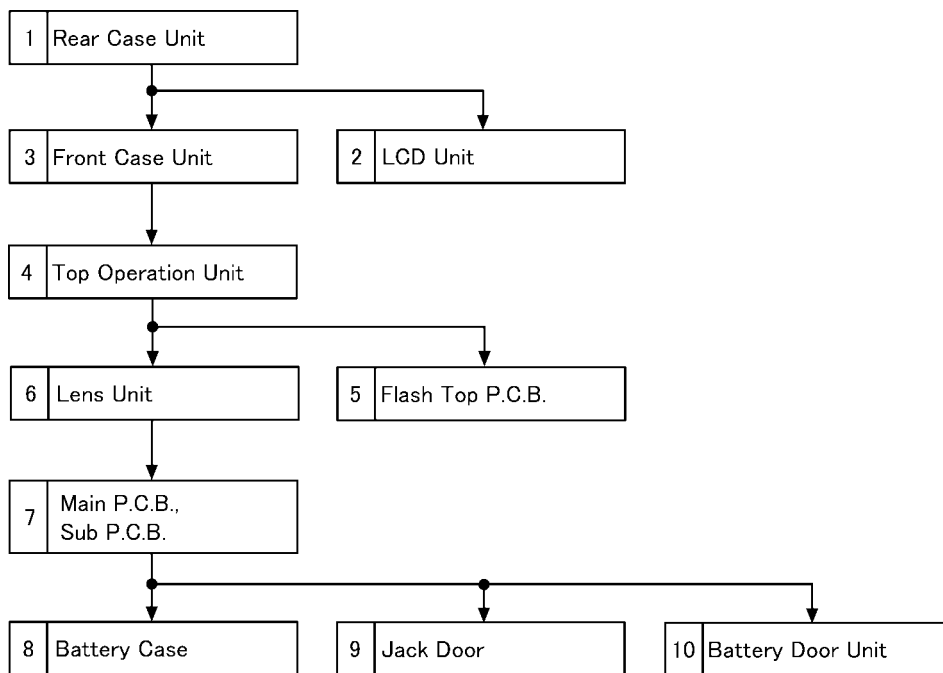 1 Rear Case Unit
3 Front Case Unit
2 LCD Unit
4 Top Operation Unit
6 Lens Unit
5 Flash Top P.C.B.
7 Main P.C.B.,
Sub P.C.B.
8 Battery Case
9 Jack Door
10 Battery Door Unit